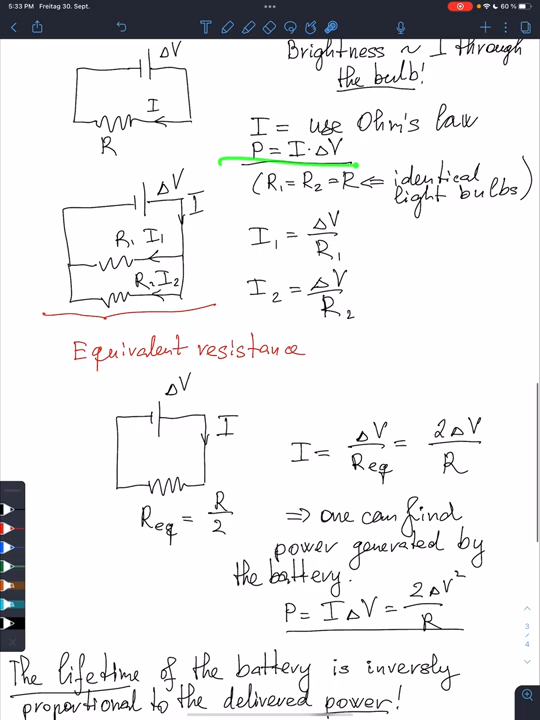 5:33 PM Freitag 30. Sept.
60 %
T
ΔV
I
R
Brightness ~ I through
the bulb!
I = use Ohm's law
P = I · ΔV
(R₁ = R₂ = R ⇐ identical
light bulbs)
ΔV
I
R₁ I₁
R₂ I₂
I₁ = ΔV/R₁
I₂ = ΔV/R₂
Equivalent resistance
ΔV
I
Req = R/2
I = ΔV/Req = 2ΔV/R
⇒ one can find
power generated by
the battery.
P = I ΔV = 2ΔV²/R
3
4
The lifetime of the battery is inversly
proportional to the delivered power!